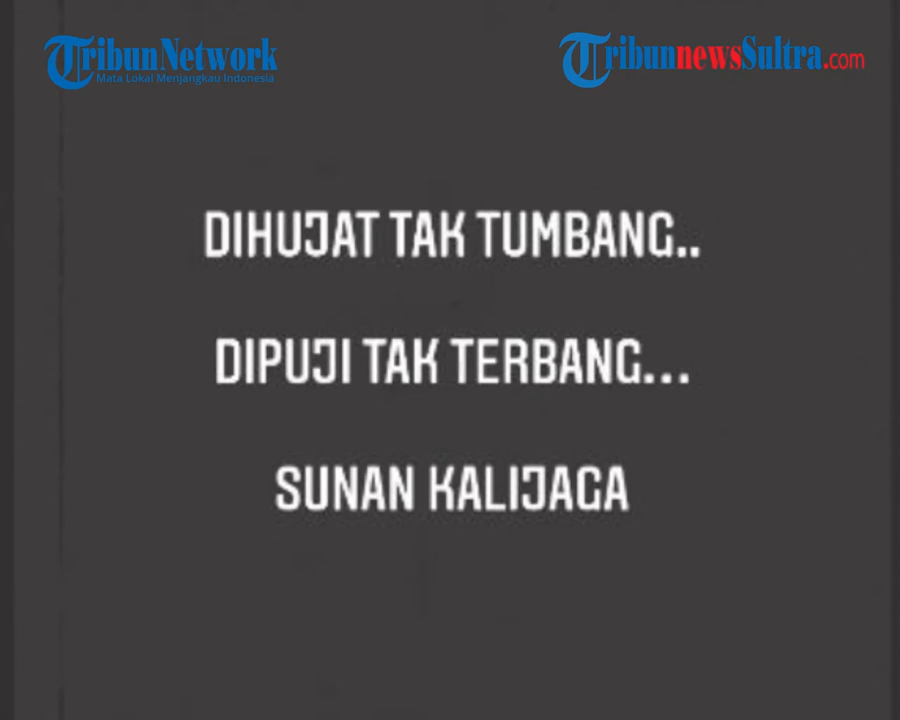 TribunNetwork
Mata Lokal Menjangkau Indonesia
TribunnewsSultra.com
DIHUJAT TAK TUMBANG..
DIPUJI TAK TERBANG...
SUNAN KALIJAGA